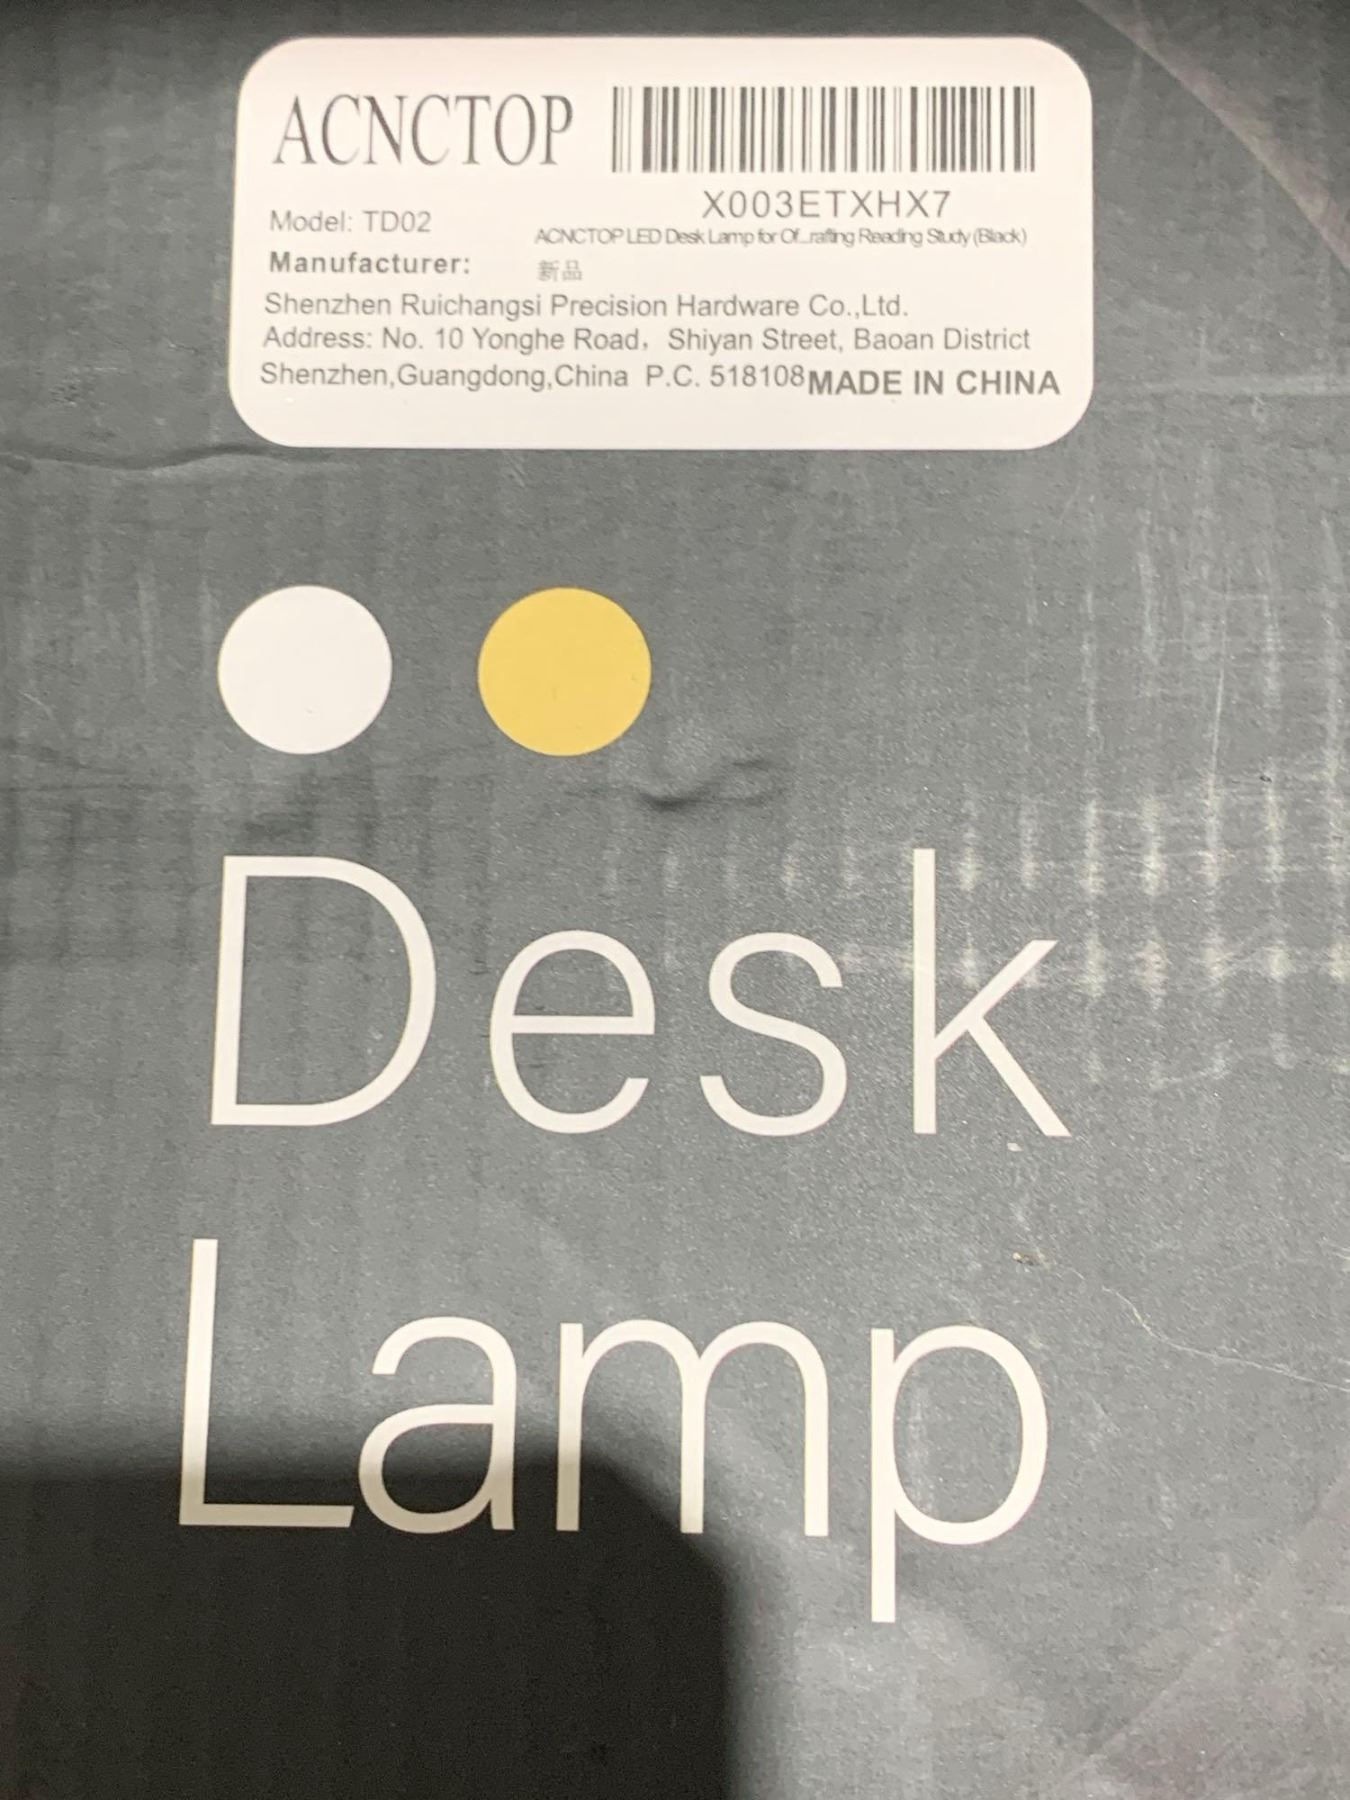 ACNCTOP
X003ETXHX7
Model: TD02
ACNCTOP LED Desk Lamp for Of...rafting Reading Study (Black)
Manufacturer:
新品
Shenzhen Ruichangsi Precision Hardware Co.,Ltd.
Address: No. 10 Yonghe Road，Shiyan Street, Baoan District
Shenzhen,Guangdong,China P.C. 518108 MADE IN CHINA
Desk
Lamp